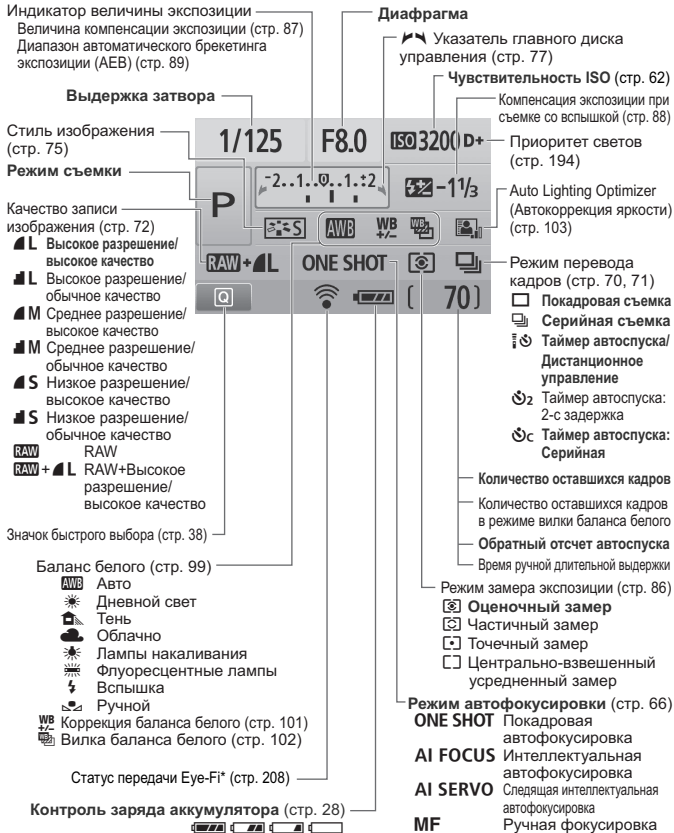 Индикатор величины экспозиции
Величина компенсации экспозиции (стр. 87)
Диапазон автоматического брекетинга
экспозиции (AEB) (стр. 89)
Выдержка затвора
Стиль изображения
(стр. 75)
Режим съемки
Качество записи
изображения (стр. 72)
L Высокое разрешение/
высокое качество
L Высокое разрешение/
обычное качество
M Среднее разрешение/
высокое качество
M Среднее разрешение/
обычное качество
S Низкое разрешение/
высокое качество
S Низкое разрешение/
обычное качество
RAW RAW
RAW + L RAW+Высокое
разрешение/
высокое качество
Значок быстрого выбора (стр. 38)
Баланс белого (стр. 99)
AWB Авто
Дневной свет
Тень
Облачно
Лампы накаливания
Флуоресцентные лампы
Вспышка
Ручной
WB +/- Коррекция баланса белого (стр. 101)
WB Вилка баланса белого (стр. 102)
Статус передачи Eye-Fi* (стр. 208)
Контроль заряда аккумулятора (стр. 28)
1/125 F8.0 ISO 3200 D+
-2..1..0..1..+2 -1 1/3
P
S AWB WB +/- WB
RAW + L ONE SHOT
Q [ 70]
Диафрагма
Указатель главного диска
управления (стр. 77)
Чувствительность ISO (стр. 62)
Компенсация экспозиции при
съемке со вспышкой (стр. 88)
Приоритет светов
(стр. 194)
Auto Lighting Optimizer
(Автокоррекция яркости)
(стр. 103)
Режим перевода
кадров (стр. 70, 71)
Покадровая съемка
Серийная съемка
Таймер автоспуска/
Дистанционное
управление
2 Таймер автоспуска:
2-с задержка
C Таймер автоспуска:
Серийная
Количество оставшихся кадров
Количество оставшихся кадров
в режиме вилки баланса белого
Обратный отсчет автоспуска
Время ручной длительной выдержки
Режим замера экспозиции (стр. 86)
Оценочный замер
Частичный замер
Точечный замер
Центрально-взвешенный
усредненный замер
Режим автофокусировки (стр. 66)
ONE SHOT Покадровая
автофокусировка
AI FOCUS Интеллектуальная
автофокусировка
AI SERVO Следящая интеллектуальная
автофокусировка
MF Ручная фокусировка